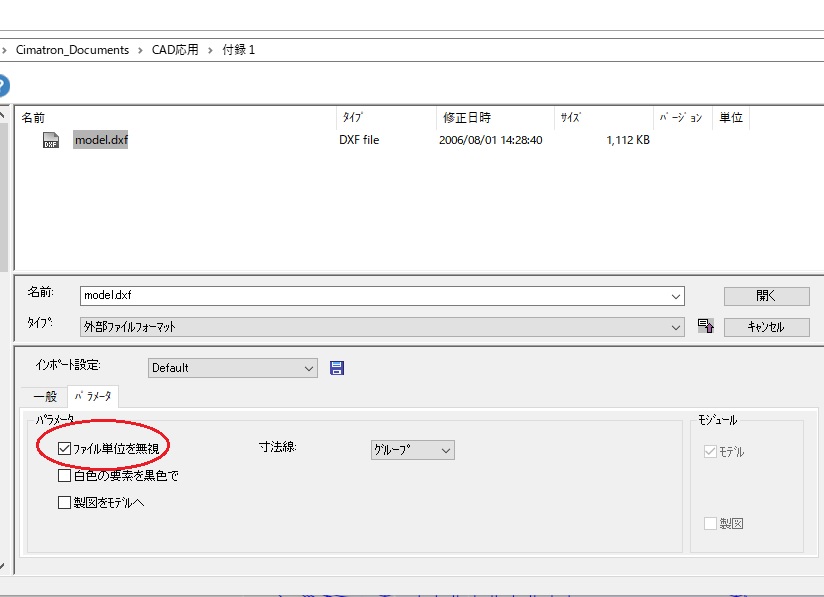 Cimatron_Documents > CAD応用 > 付録1
名前 ﾀｲﾌﾟ 修正日時 ｻｲｽﾞ ﾊﾞｰｼﾞｮﾝ 単位
DXF model.dxf DXF file 2006/08/01 14:28:40 1,112 KB
名前: model.dxf 開く
ﾀｲﾌﾟ: 外部ﾌｧｲﾙﾌｫｰﾏｯﾄ ｷｬﾝｾﾙ
ｲﾝﾎﾟｰﾄ設定: Default
一般 ﾊﾟﾗﾒｰﾀ
ﾊﾟﾗﾒｰﾀ ﾓｼﾞｭｰﾙ
ﾌｧｲﾙ単位を無視 寸法線: ｸﾞﾙｰﾌﾟ ﾓﾃﾞﾙ
白色の要素を黒色で
製図をﾓﾃﾞﾙへ
製図